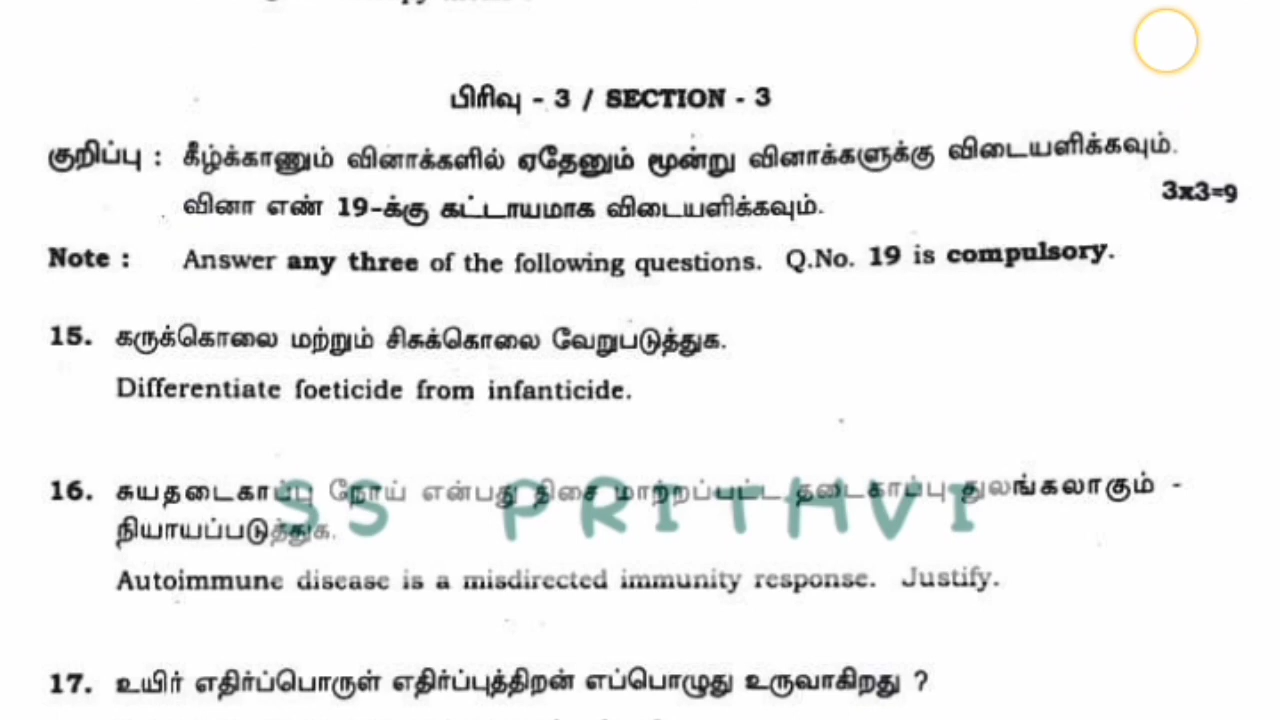 பிரிவு - 3 / SECTION - 3
குறிப்பு : கீழ்க்காணும் வினாக்களில் ஏதேனும் மூன்று வினாக்களுக்கு விடையளிக்கவும்.
வினா எண் 19-க்கு கட்டாயமாக விடையளிக்கவும். 3x3=9
Note : Answer any three of the following questions. Q.No. 19 is compulsory.
15. கருக்கொலை மற்றும் சிசுக்கொலை வேறுபடுத்துக.
Differentiate foeticide from infanticide.
16. சுயதடைகாப்பு நோய் என்பது திசை மாற்றப்பட்ட தடைகாப்பு துலங்கலாகும் -
SS PRITHVI
நியாயப்படுத்துக.
Autoimmune disease is a misdirected immunity response. Justify.
17. உயிர் எதிர்ப்பொருள் எதிர்ப்புத்திறன் எப்பொழுது உருவாகிறது ?